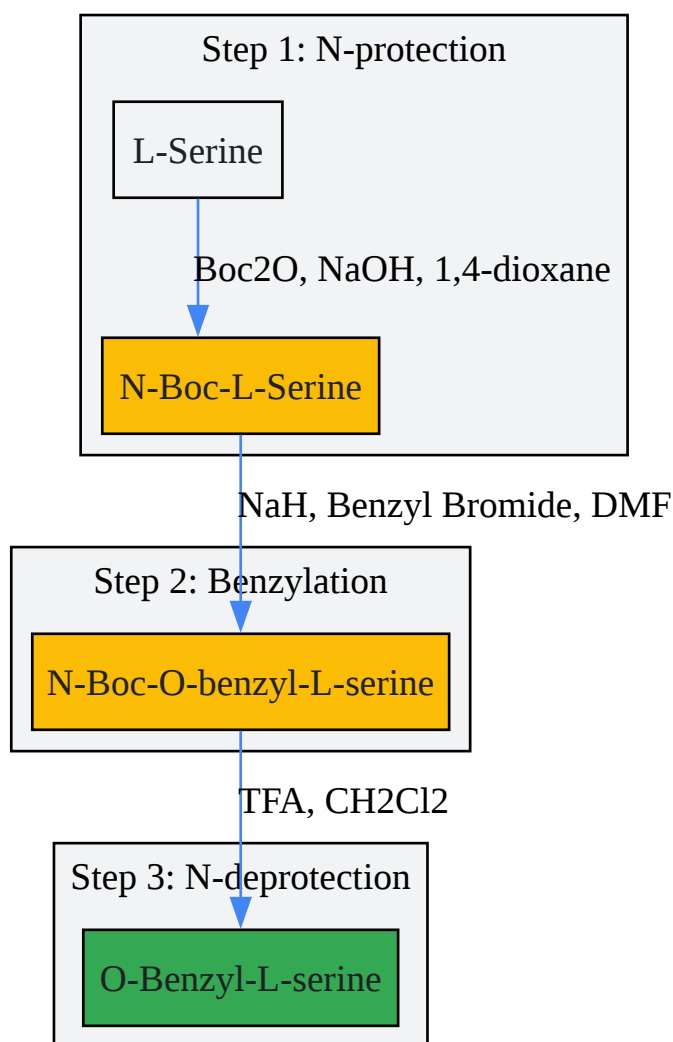 Step 1: N-protection
L-Serine
Boc2O, NaOH, 1,4-dioxane
N-Boc-L-Serine
NaH, Benzyl Bromide, DMF
Step 2: Benzylation
N-Boc-O-benzyl-L-serine
TFA, CH2Cl2
Step 3: N-deprotection
O-Benzyl-L-serine